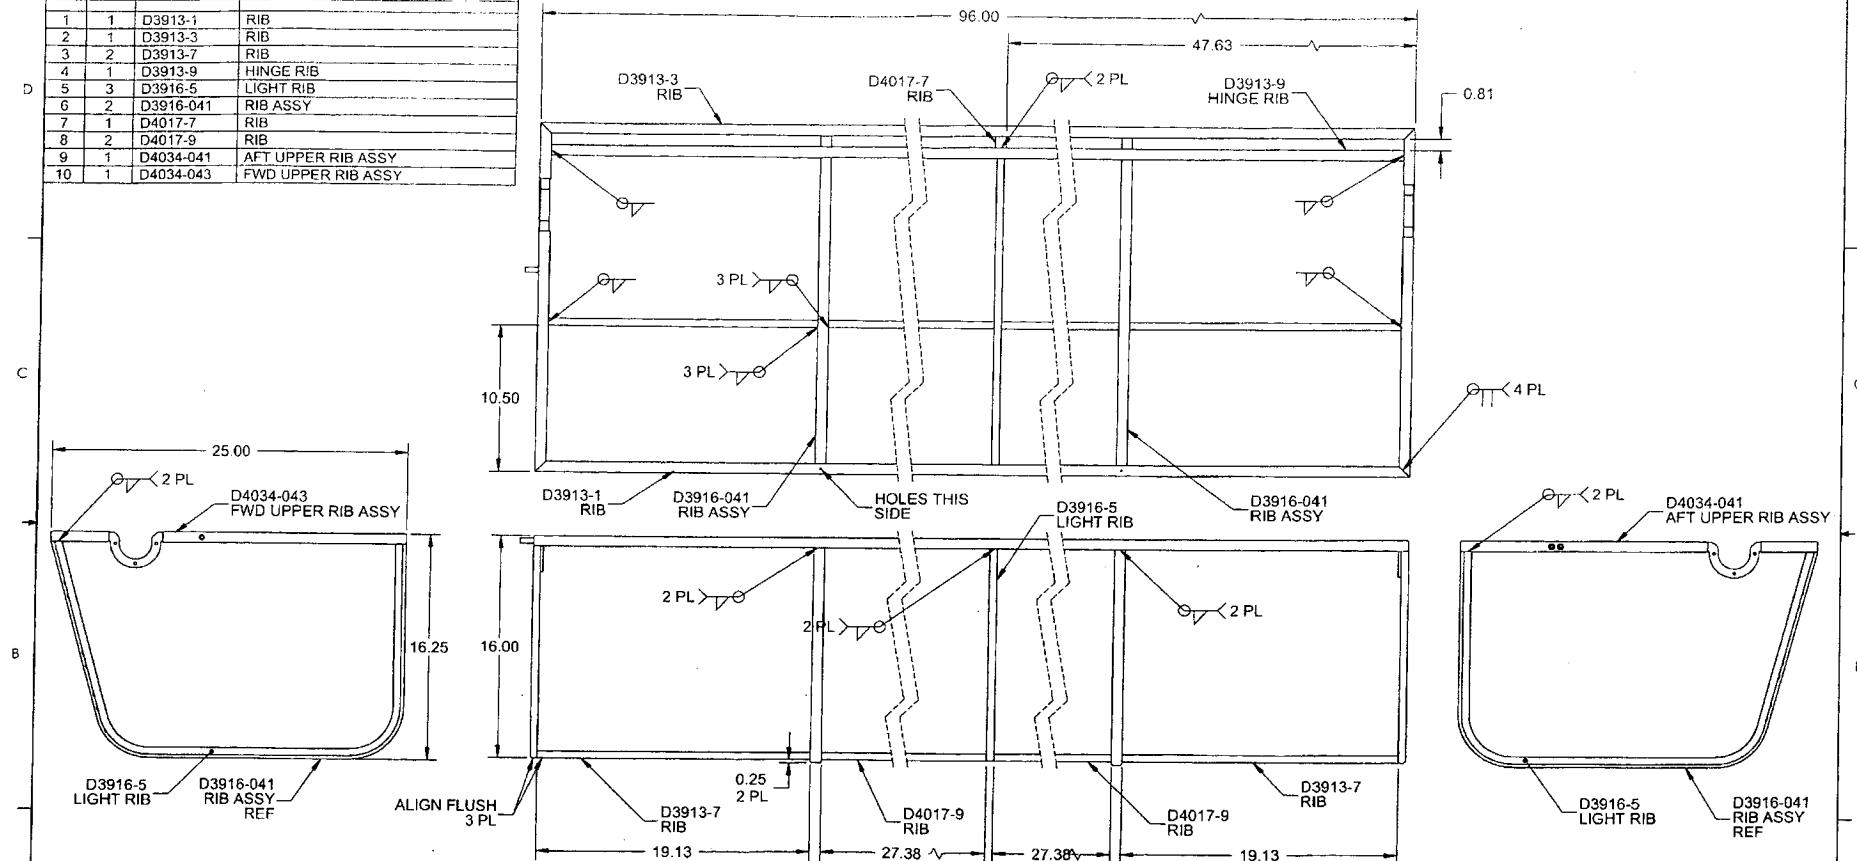 1 1 D3913-1 RIB
2 1 D3913-3 RIB
3 2 D3913-7 RIB
4 1 D3913-9 HINGE RIB
5 3 D3916-5 LIGHT RIB
6 2 D3916-041 RIB ASSY
7 1 D4017-7 RIB
8 2 D4017-9 RIB
9 1 D4034-041 AFT UPPER RIB ASSY
10 1 D4034-043 FWD UPPER RIB ASSY
96.00
47.63
D
D3913-3
RIB
D4017-7
RIB
2 PL
D3913-9
HINGE RIB
0.81
3 PL
3 PL
C
10.50
4 PL
25.00
2 PL
D4034-043
FWD UPPER RIB ASSY
D3913-1
RIB
D3916-041
RIB ASSY
HOLES THIS
SIDE
D3916-5
LIGHT RIB
D3916-041
RIB ASSY
2 PL
D4034-041
AFT UPPER RIB ASSY
2 PL
2 PL
2 PL
B
16.25
16.00
D3916-5
LIGHT RIB
D3916-041
RIB ASSY
REF
ALIGN FLUSH
3 PL
D3913-7
RIB
0.25
2 PL
D4017-9
RIB
D4017-9
RIB
D3913-7
RIB
D3916-5
LIGHT RIB
D3916-041
RIB ASSY
REF
19.13
27.38
27.38
19.13